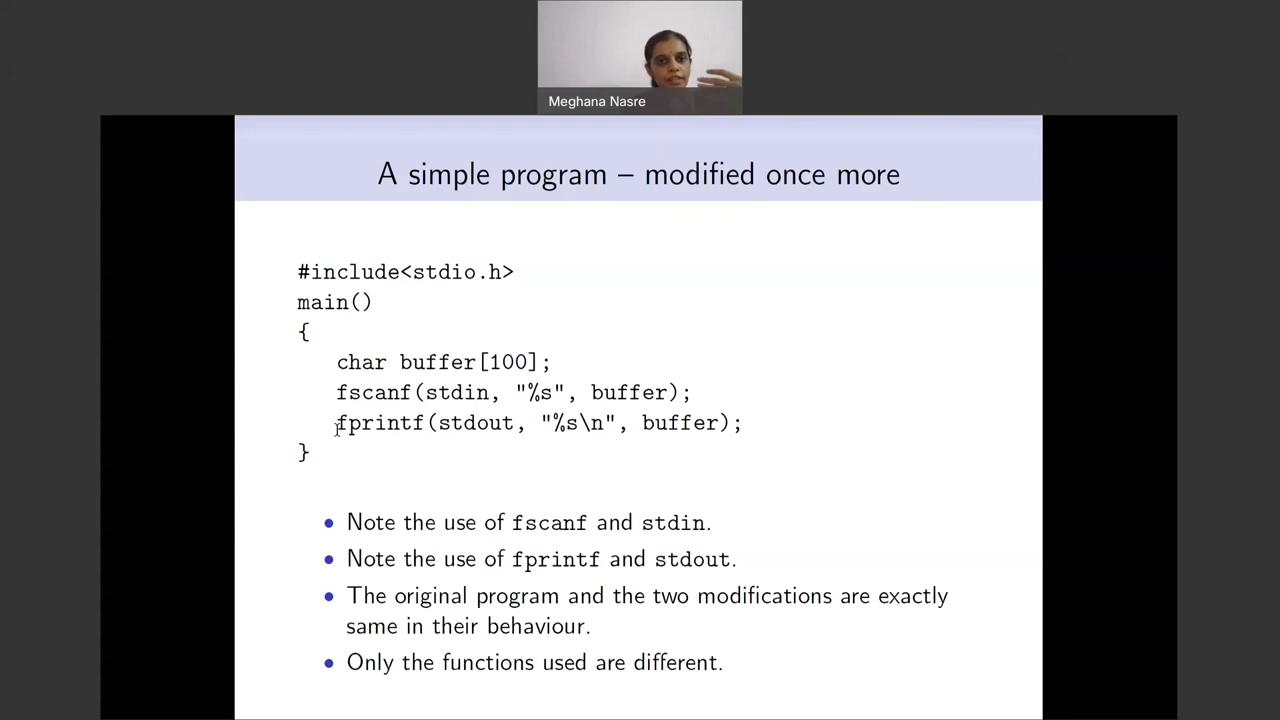 Meghana Nasre
A simple program – modified once more
#include<stdio.h>
main()
{
char buffer[100];
fscanf(stdin, "%s", buffer);
fprintf(stdout, "%s\n", buffer);
}
• Note the use of fscanf and stdin.
• Note the use of fprintf and stdout.
• The original program and the two modifications are exactly
same in their behaviour.
• Only the functions used are different.